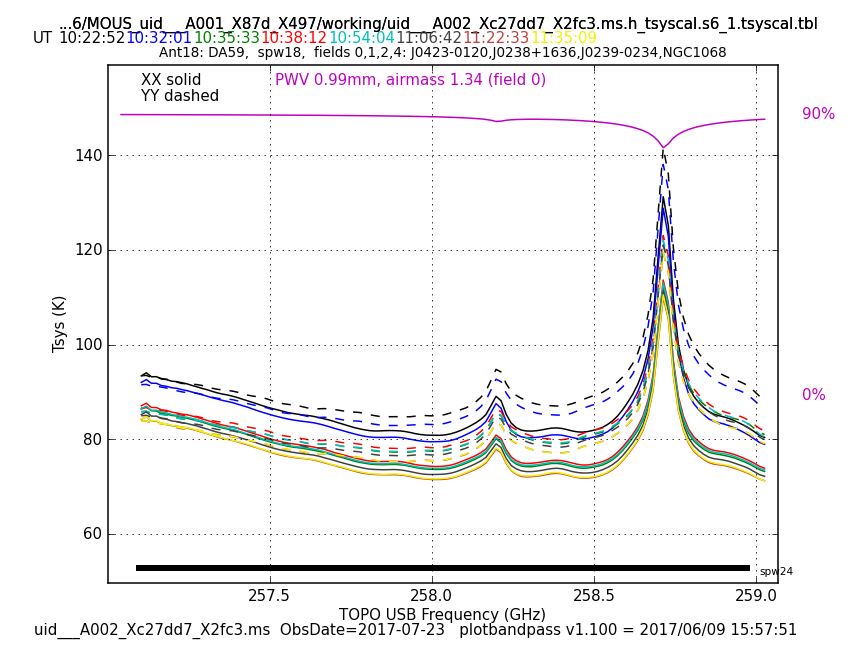 ...6/MOUS_uid___A001_X87d_X497/working/uid___A002_Xc27dd7_X2fc3.ms.h_tsyscal.s6_1.tsyscal.tbl
UT 10:22:52 10:32:01 10:35:33 10:38:12 10:54:04 11:06:42 11:22:33 11:35:09
Ant18: DA59, spw18, fields 0,1,2,4: J0423-0120,J0238+1636,J0239-0234,NGC1068
XX solid PWV 0.99mm, airmass 1.34 (field 0)
YY dashed
90%
140
120
100
80
60
0%
Tsys (K)
spw24
257.5 258.0 258.5 259.0
TOPO USB Frequency (GHz)
uid___A002_Xc27dd7_X2fc3.ms ObsDate=2017-07-23 plotbandpass v1.100 = 2017/06/09 15:57:51